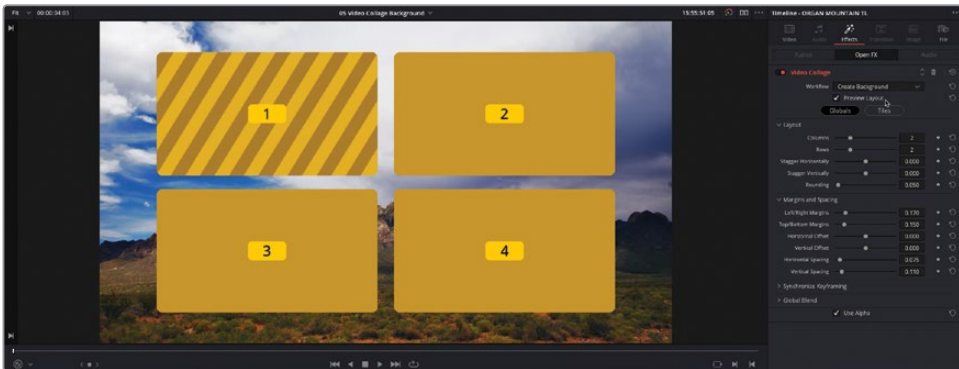 Fit 00:00:34:03 05 Video Collage Background 15:55:51:05 Timeline - ORGAN MOUNTAIN TL
Video Audio Effects Transition Image File
Fusion Open FX Audio
Video Collage
Workflow Create Background
Preview Layout
Globals Tiles
Layout
Columns 2
Rows 2
Stagger Horizontally 0.000
Stagger Vertically 0.000
Rounding 0.050
Margins and Spacing
Left/Right Margins 0.170
Top/Bottom Margins 0.150
Horizontal Offset 0.000
Vertical Offset 0.000
Horizontal Spacing 0.075
Vertical Spacing 0.110
Synchronize Keyframing
Global Blend
Use Alpha
1
2
3
4